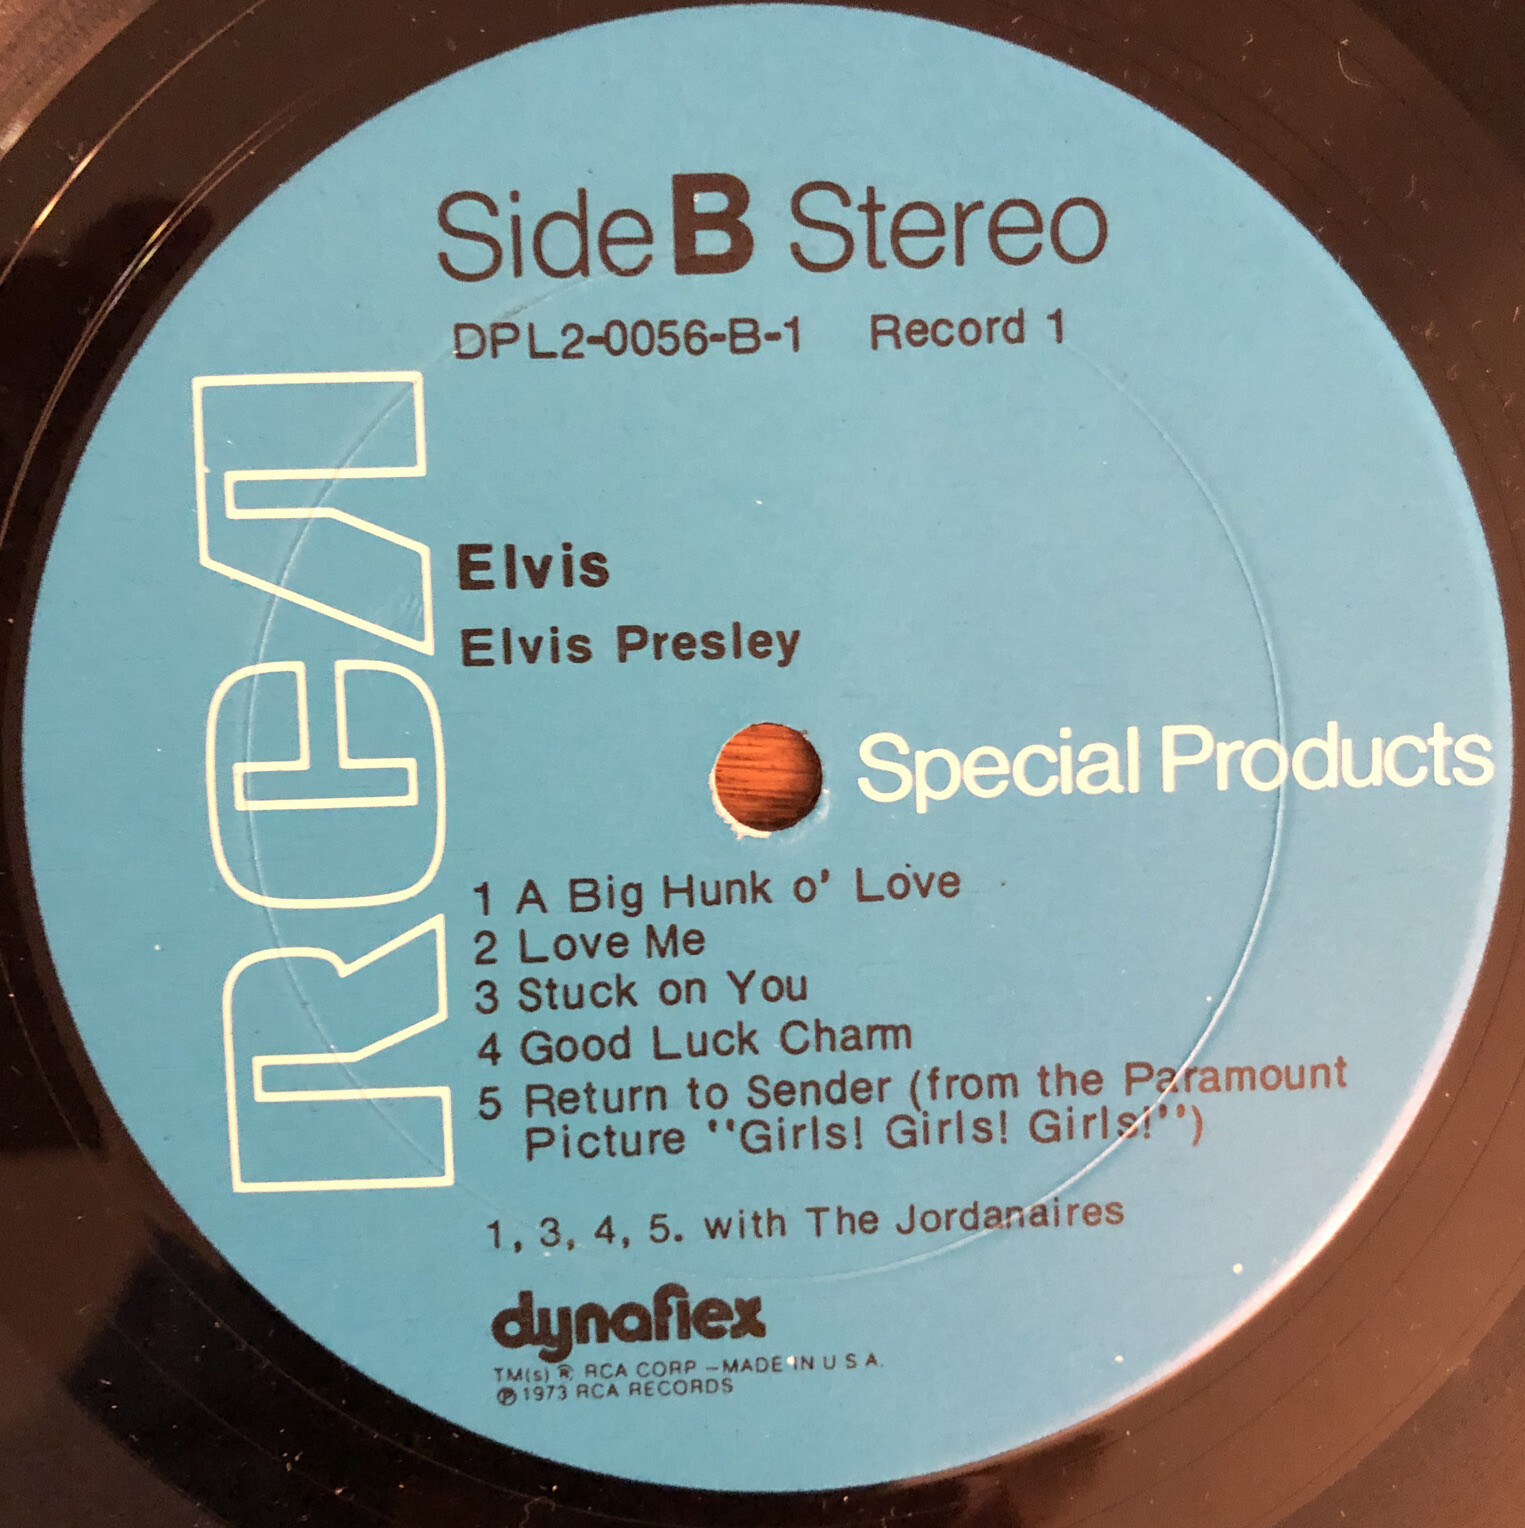 Side B Stereo
DPL2-0056-B-1 Record 1
RCA
Elvis
Elvis Presley
Special Products
1 A Big Hunk o' Love
2 Love Me
3 Stuck on You
4 Good Luck Charm
5 Return to Sender (from the Paramount
Picture "Girls! Girls! Girls!")
1, 3, 4, 5. with The Jordanaires
dynaflex
TM(s) ® RCA CORP – MADE IN U S A.
℗ 1973 RCA RECORDS